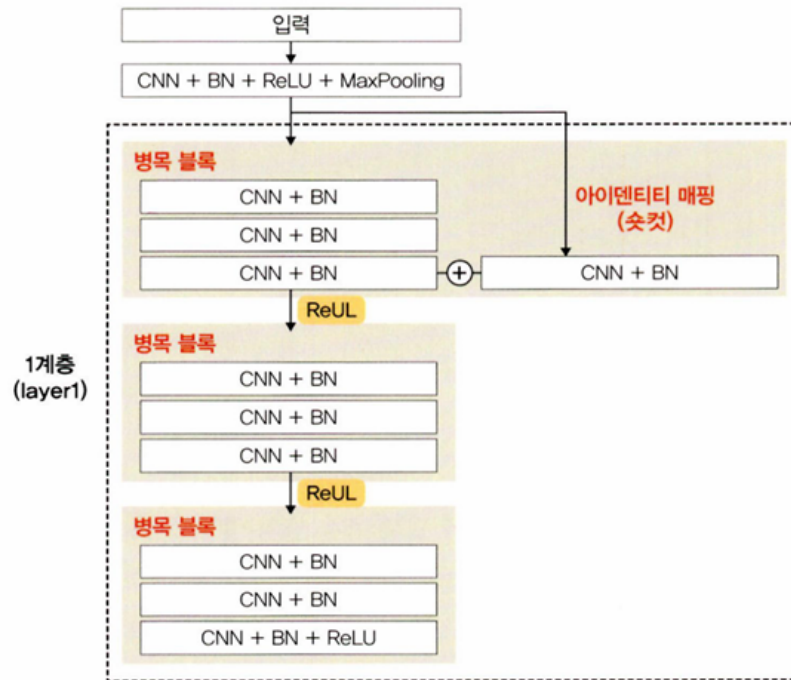 입력
CNN + BN + ReLU + MaxPooling
병목 블록
CNN + BN
CNN + BN
CNN + BN
아이덴티티 매핑
(숏컷)
+
CNN + BN
ReUL
1계층
(layer1)
병목 블록
CNN + BN
CNN + BN
CNN + BN
ReUL
병목 블록
CNN + BN
CNN + BN
CNN + BN + ReLU